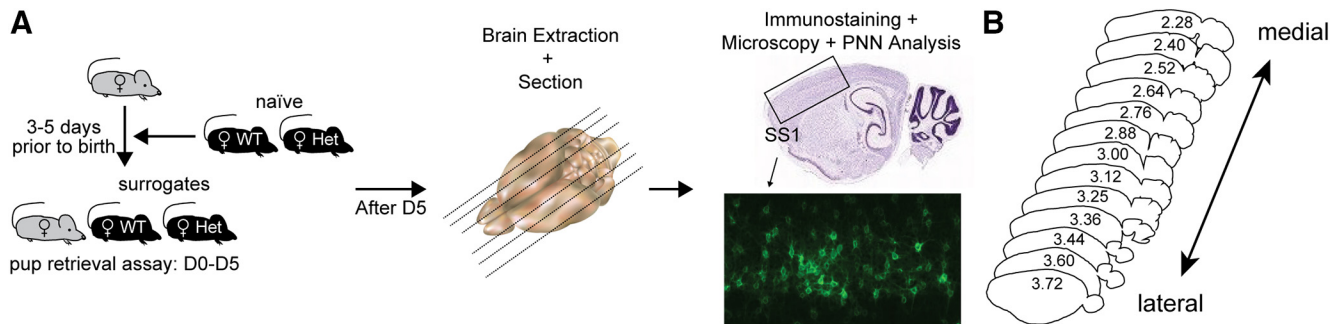 A
3-5 days
prior to birth
naïve
♀ WT
♀ Het
surrogates
♀
♀ WT
♀ Het
pup retrieval assay: D0-D5
After D5
Brain Extraction
+
Section
Immunostaining +
Microscopy + PNN Analysis
SS1
B
2.28
2.40
2.52
2.64
2.76
2.88
3.00
3.12
3.25
3.36
3.44
3.60
3.72
medial
lateral